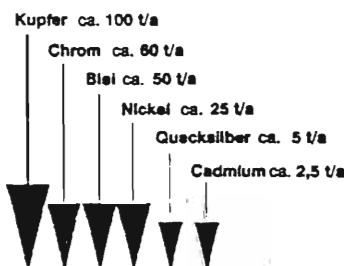 Kupfer ca. 100 t/a
Chrom ca. 60 t/a
Blei ca. 50 t/a
Nickel ca. 25 t/a
Quecksilber ca. 5 t/a
Cadmium ca. 2,5 t/a